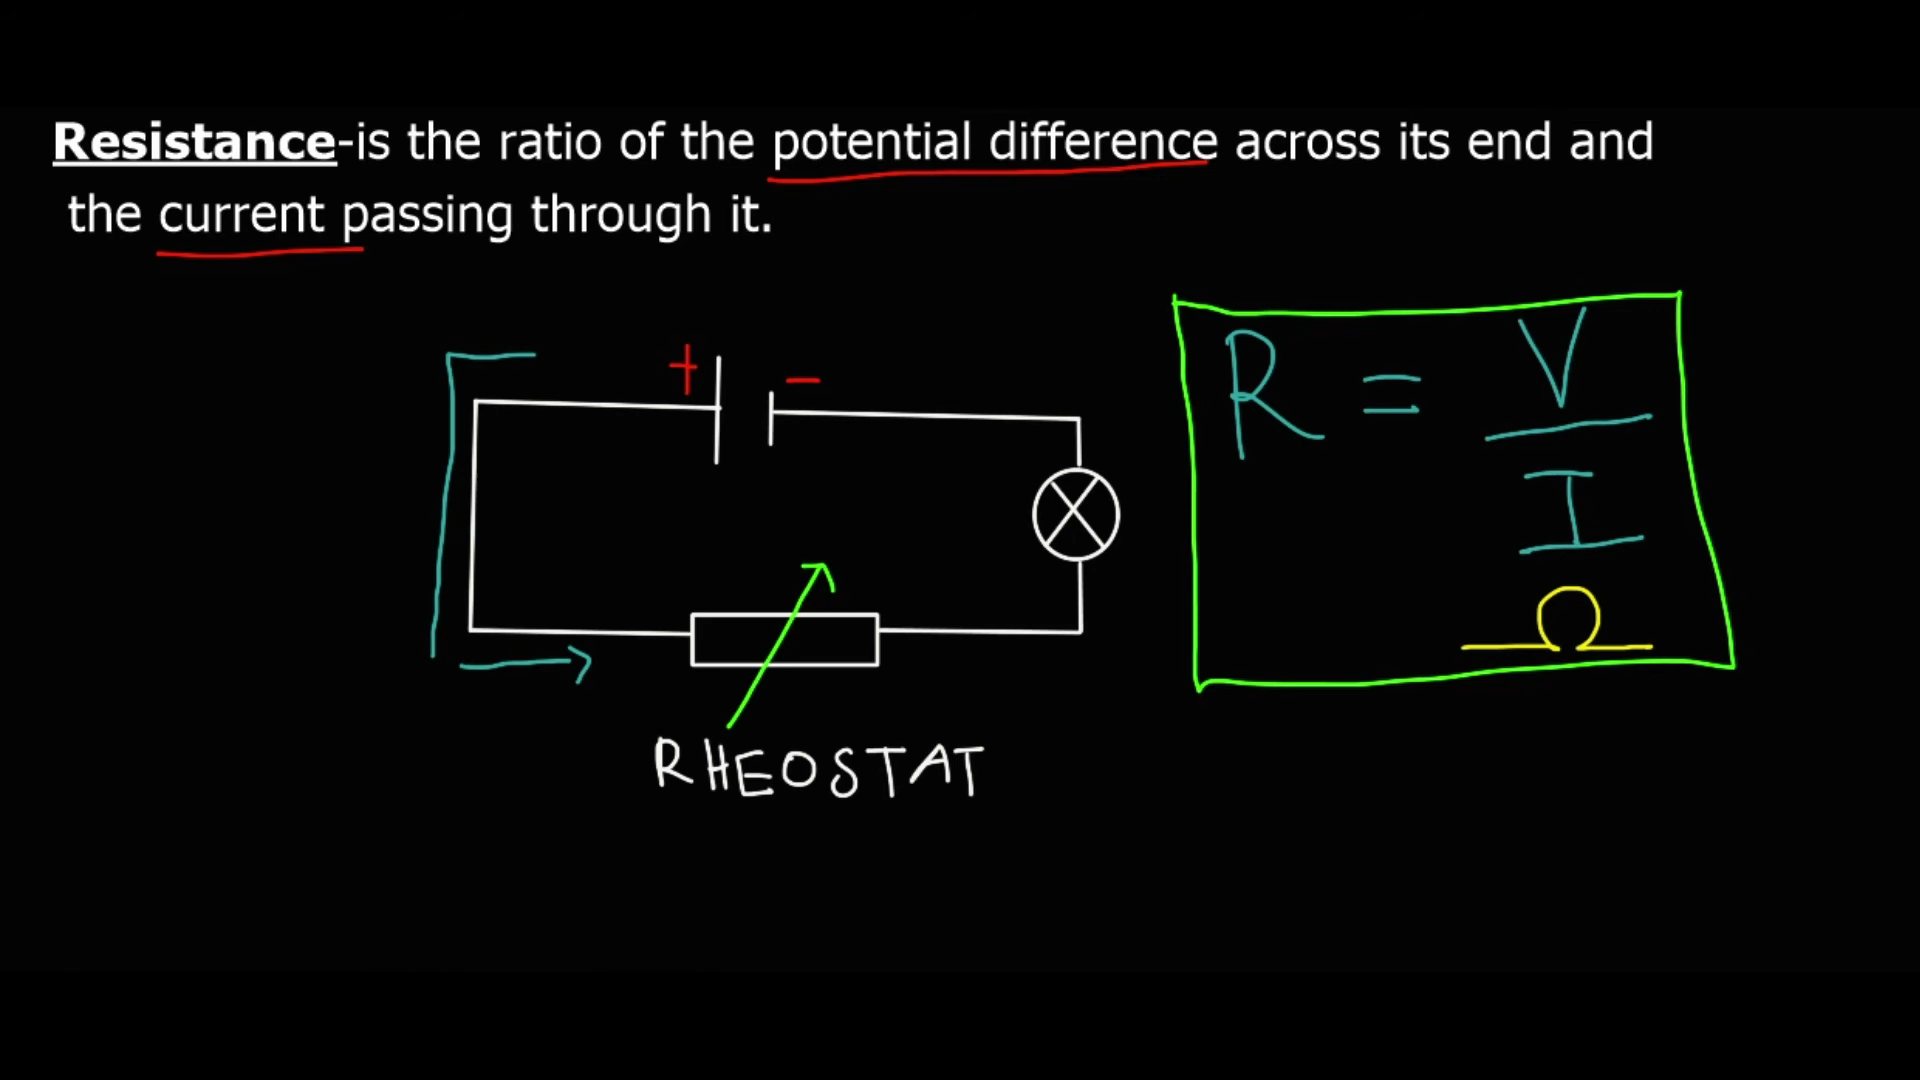 Resistance-is the ratio of the potential difference across its end and
the current passing through it.
+ -
R = V
I
Ω
RHEOSTAT